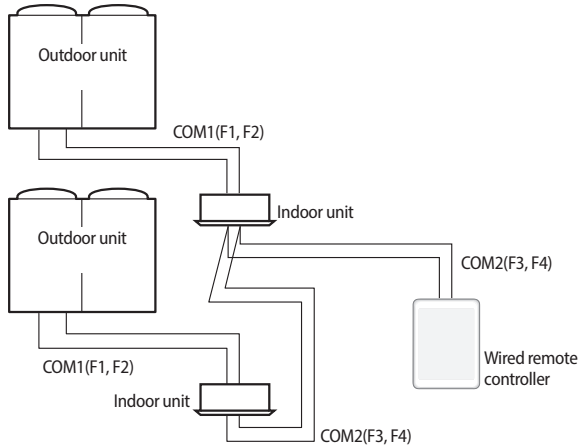 Outdoor unit
COM1(F1, F2)
Indoor unit
Outdoor unit
COM2(F3, F4)
COM1(F1, F2)
Wired remote
controller
Indoor unit
COM2(F3, F4)